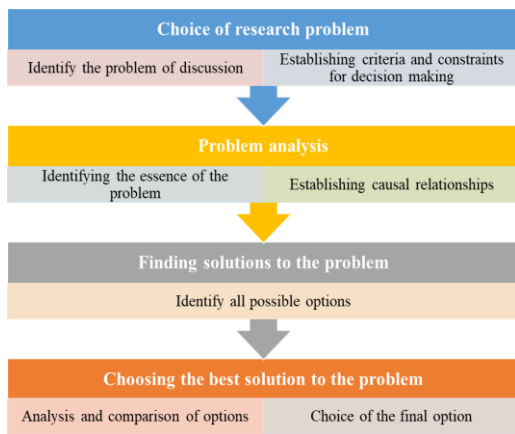 Choice of research problem
Identify the problem of discussion
Establishing criteria and constraints
for decision making
Problem analysis
Identifying the essence of the
problem
Establishing causal relationships
Finding solutions to the problem
Identify all possible options
Choosing the best solution to the problem
Analysis and comparison of options
Choice of the final option